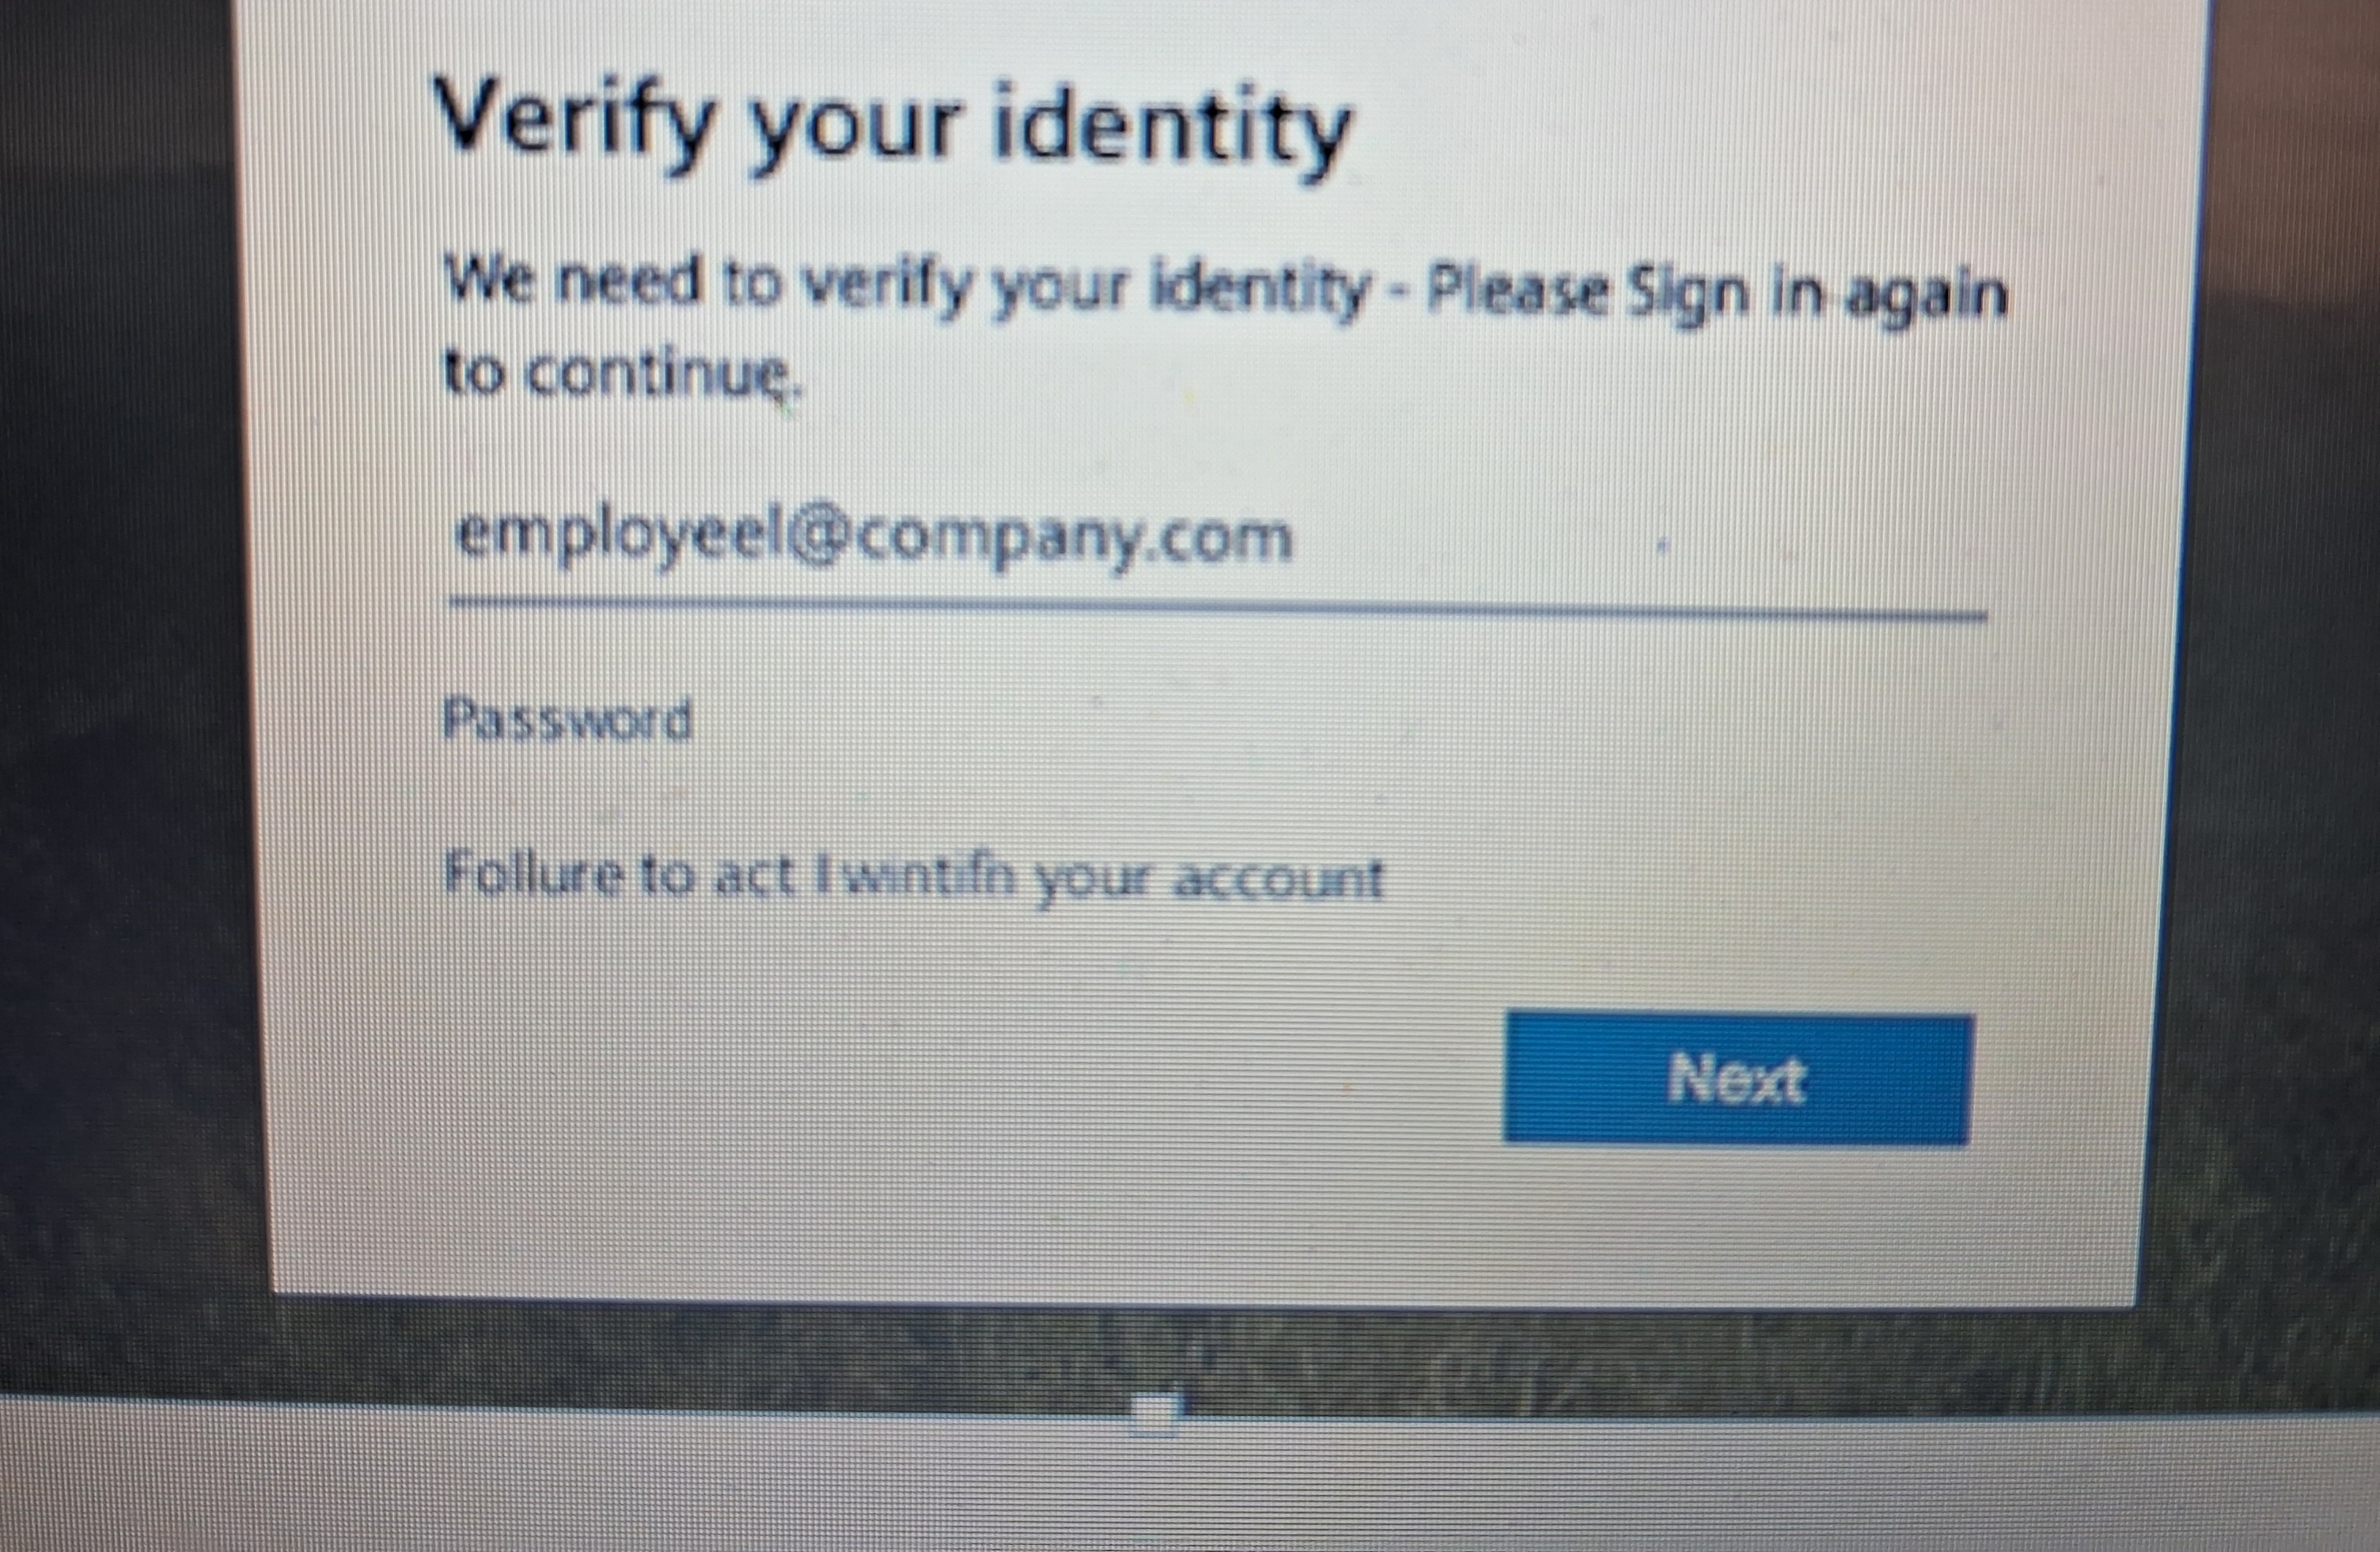 Verify your identity
We need to verify your identity - Please Sign in again
to continue.
employeel@company.com
Password
Follure to act your account
Next